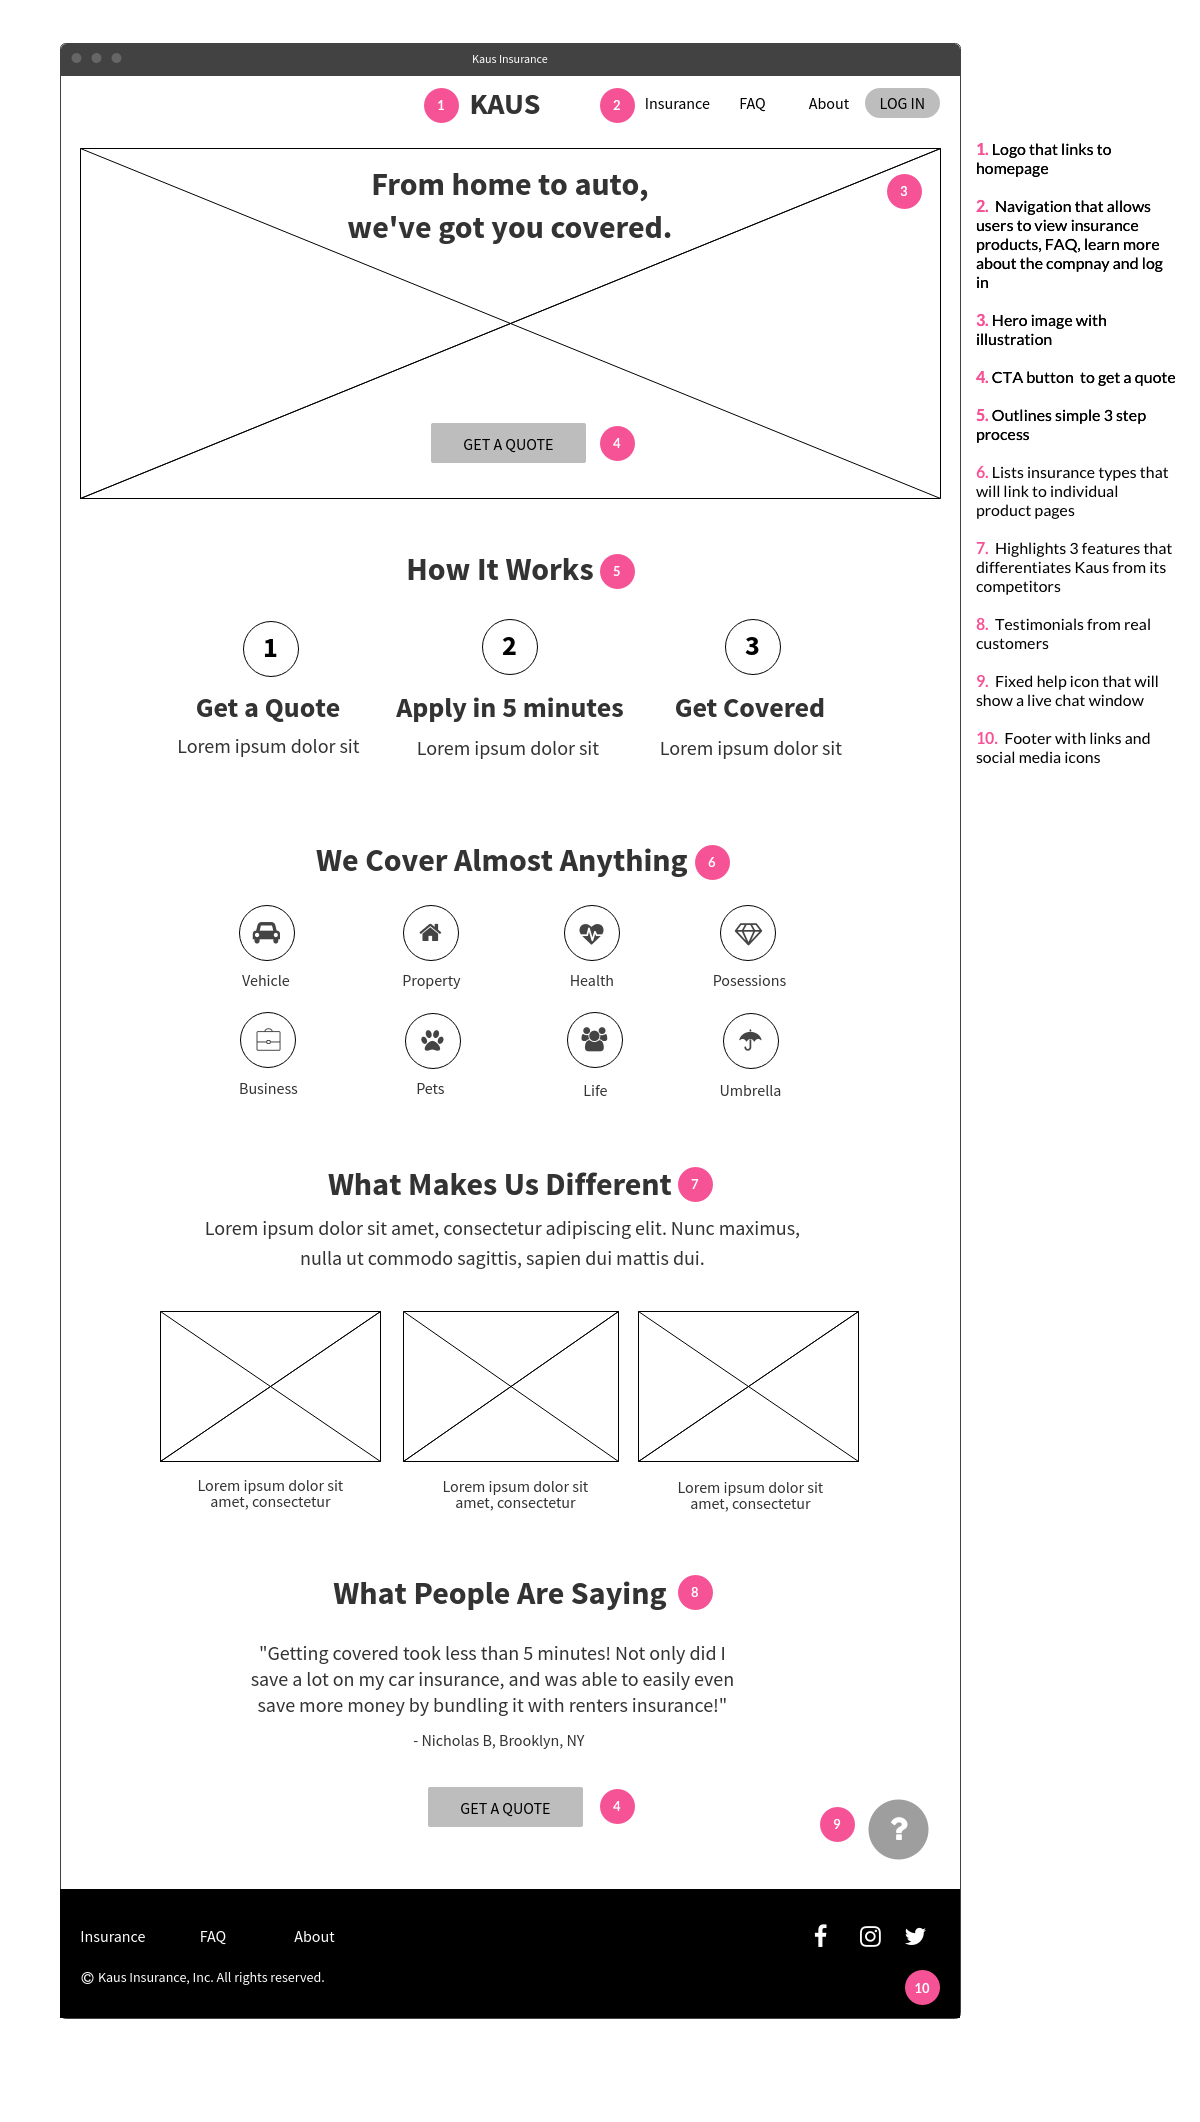 Kaus Insurance
1 KAUS 2 Insurance FAQ About LOG IN
From home to auto,
we've got you covered.
3
GET A QUOTE 4
How It Works 5
1 2 3
Get a Quote Apply in 5 minutes Get Covered
Lorem ipsum dolor sit Lorem ipsum dolor sit Lorem ipsum dolor sit
We Cover Almost Anything 6
Vehicle Property Health Posessions
Business Pets Life Umbrella
What Makes Us Different 7
Lorem ipsum dolor sit amet, consectetur adipiscing elit. Nunc maximus,
nulla ut commodo sagittis, sapien dui mattis dui.
Lorem ipsum dolor sit
amet, consectetur
Lorem ipsum dolor sit
amet, consectetur
Lorem ipsum dolor sit
amet, consectetur
What People Are Saying 8
"Getting covered took less than 5 minutes! Not only did I
save a lot on my car insurance, and was able to easily even
save more money by bundling it with renters insurance!"
- Nicholas B, Brooklyn, NY
GET A QUOTE 4
9 ?
Insurance FAQ About
© Kaus Insurance, Inc. All rights reserved.
10
1. Logo that links to
homepage
2. Navigation that allows
users to view insurance
products, FAQ, learn more
about the compnay and log
in
3. Hero image with
illustration
4. CTA button to get a quote
5. Outlines simple 3 step
process
6. Lists insurance types that
will link to individual
product pages
7. Highlights 3 features that
differentiates Kaus from its
competitors
8. Testimonials from real
customers
9. Fixed help icon that will
show a live chat window
10. Footer with links and
social media icons